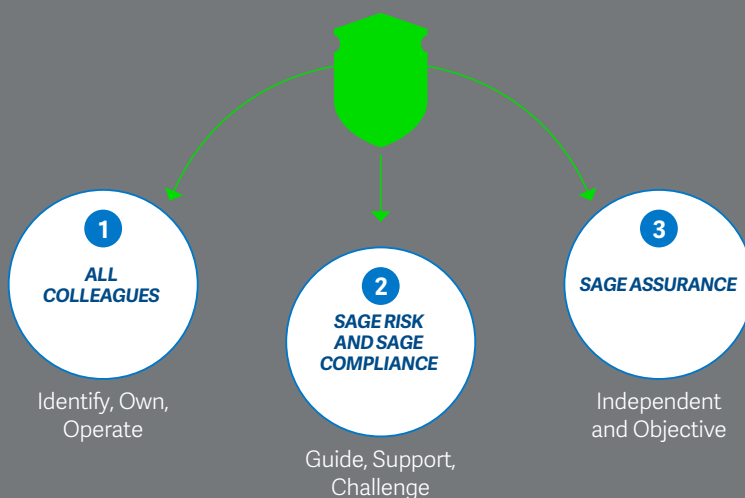 1
ALL
COLLEAGUES
Identify, Own,
Operate
2
SAGE RISK
AND SAGE
COMPLIANCE
Guide, Support,
Challenge
3
SAGE ASSURANCE
Independent
and Objective